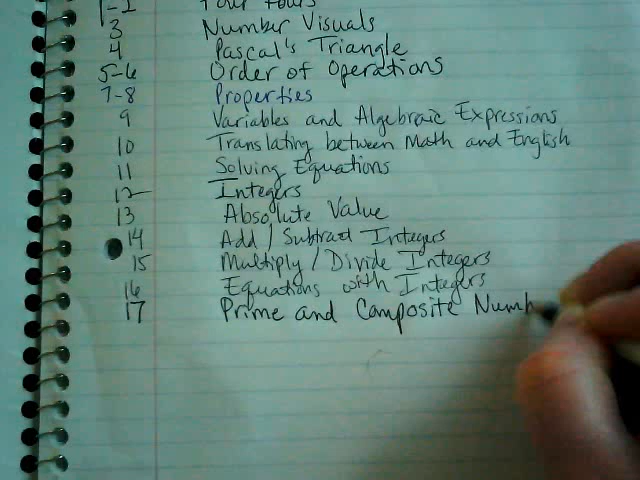 Four Fours
3 Number Visuals
4 Pascal's Triangle
5-6 Order of Operations
7-8 Properties
9 Variables and Algebraic Expressions
10 Translating between Math and English
11 Solving Equations
12 Integers
13 Absolute Value
14 Add/Subtract Integers
15 Multiply/Divide Integers
16 Equations with Integers
17 Prime and Composite Numb